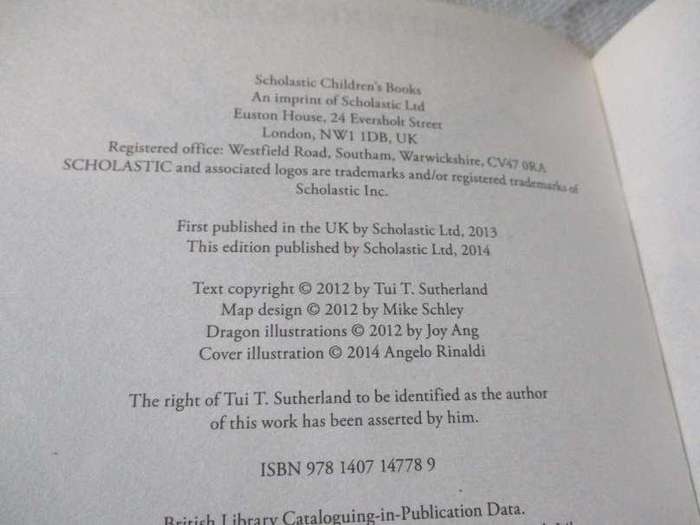 Scholastic Children's Books
An imprint of Scholastic Ltd
Euston House, 24 Eversholt Street
London, NW1 1DB, UK
Registered office: Westfield Road, Southam, Warwickshire, CV47 0RA
SCHOLASTIC and associated logos are trademarks and/or registered trademarks of
Scholastic Inc.
First published in the UK by Scholastic Ltd, 2013
This edition published by Scholastic Ltd, 2014
Text copyright © 2012 by Tui T. Sutherland
Map design © 2012 by Mike Schley
Dragon illustrations © 2012 by Joy Ang
Cover illustration © 2014 Angelo Rinaldi
The right of Tui T. Sutherland to be identified as the author
of this work has been asserted by him.
ISBN 978 1407 14778 9
British Library Cataloguing-in-Publication Data.